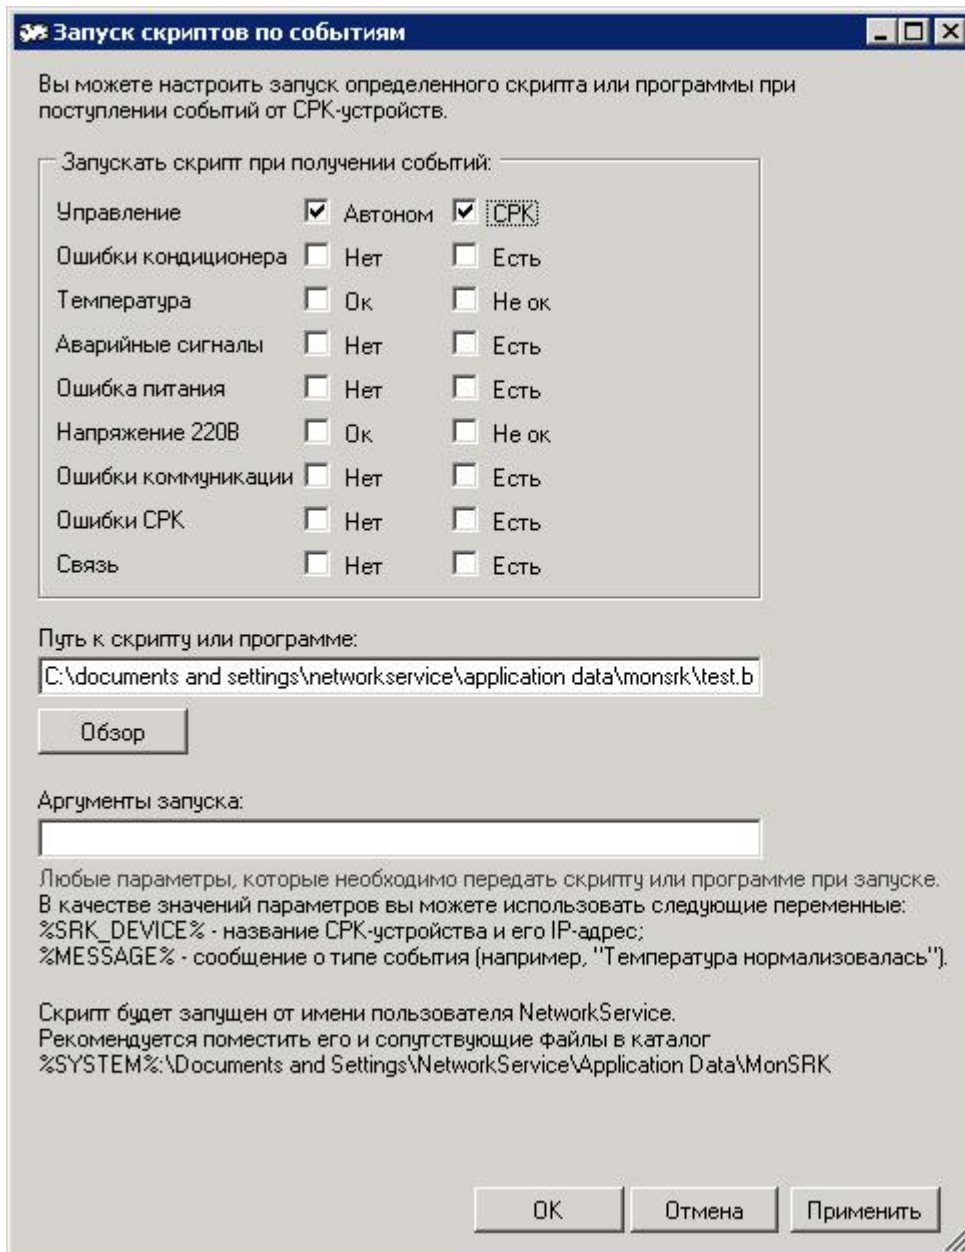 Запуск скриптов по событиям
Вы можете настроить запуск определенного скрипта или программы при
поступлении событий от СРК-устройств.
Запускать скрипт при получении событий:
Управление Автоном СРК
Ошибки кондиционера Нет Есть
Температура Ок Не ок
Аварийные сигналы Нет Есть
Ошибка питания Нет Есть
Напряжение 220В Ок Не ок
Ошибки коммуникации Нет Есть
Ошибки СРК Нет Есть
Связь Нет Есть
Путь к скрипту или программе:
C:\documents and settings\networkservice\application data\monsrk\test.b
Обзор
Аргументы запуска:
Любые параметры, которые необходимо передать скрипту или программе при запуске.
В качестве значений параметров вы можете использовать следующие переменные:
%SRK_DEVICE% - название СРК-устройства и его IP-адрес;
%MESSAGE% - сообщение о типе события (например, "Температура нормализовалась").
Скрипт будет запущен от имени пользователя NetworkService.
Рекомендуется поместить его и сопутствующие файлы в каталог
%SYSTEM%:\Documents and Settings\NetworkService\Application Data\MonSRK
OK Отмена Применить